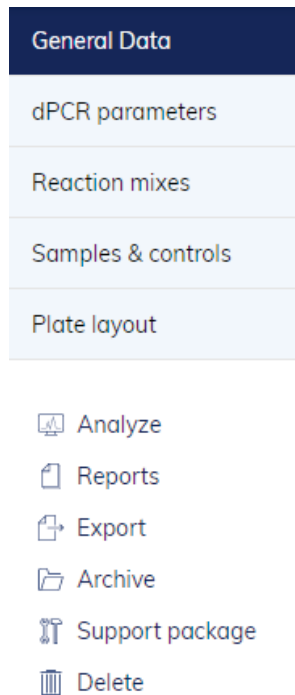 General Data
dPCR parameters
Reaction mixes
Samples & controls
Plate layout
Analyze
Reports
Export
Archive
Support package
Delete